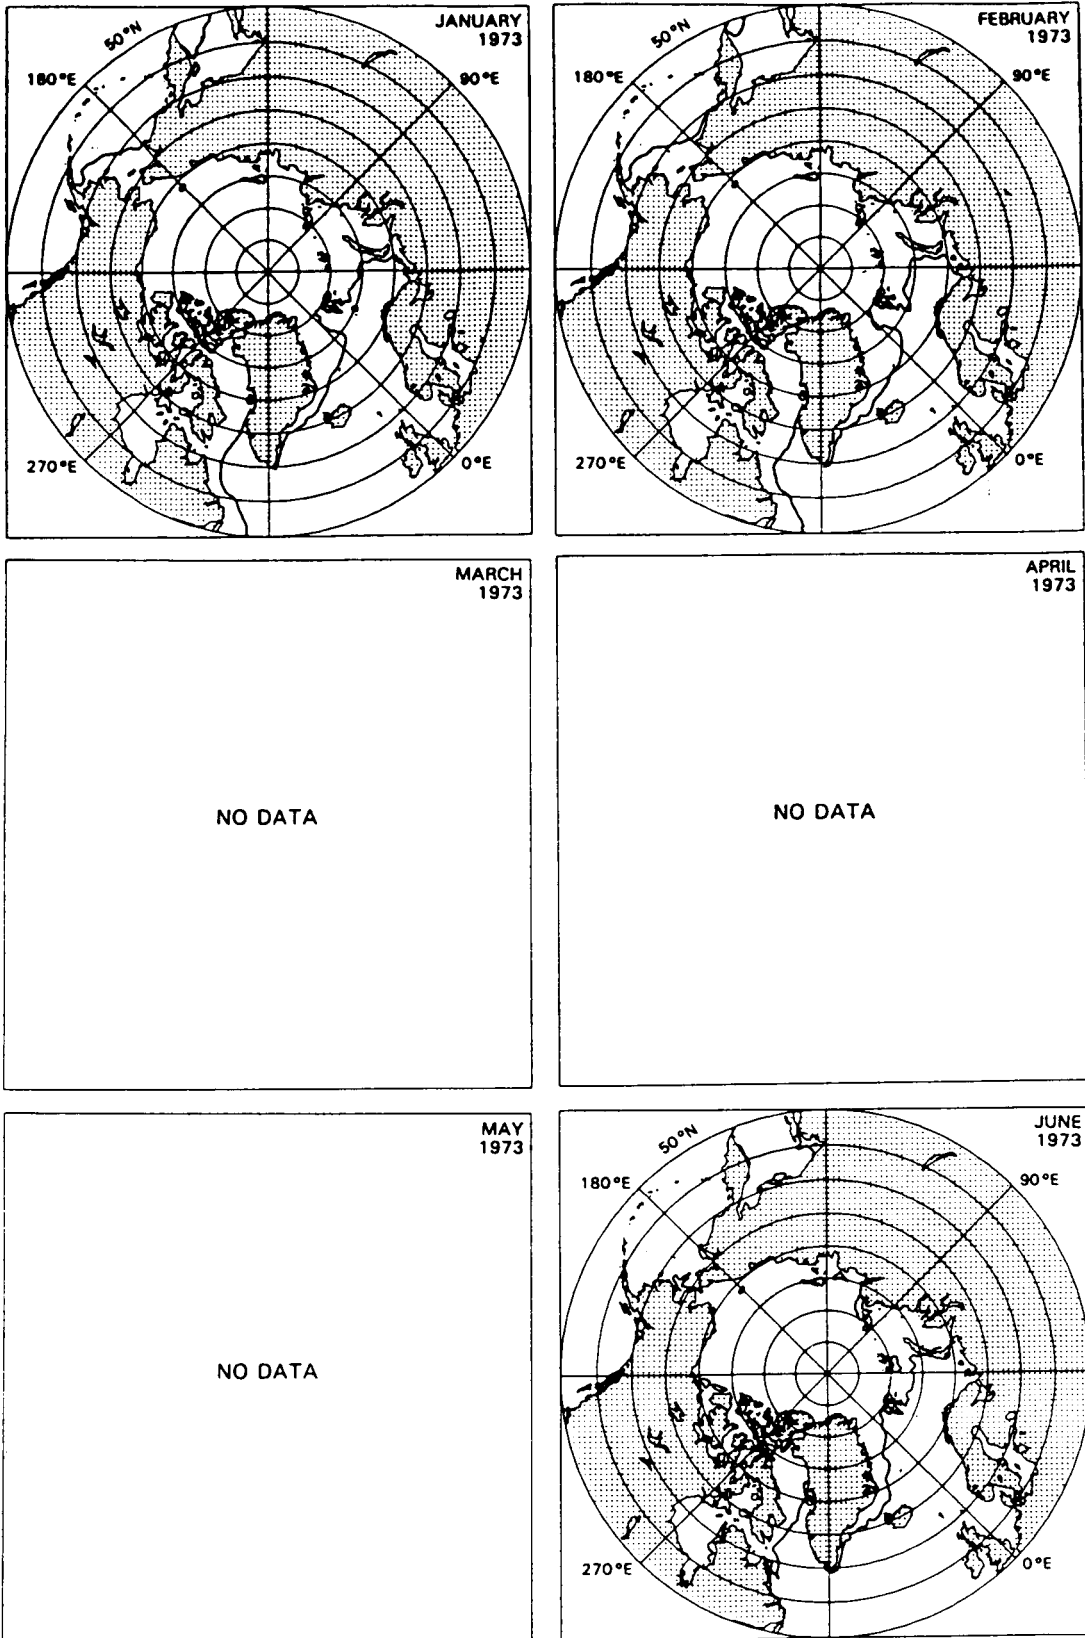 JANUARY
1973
50°N
180°E
90°E
270°E
0°E
FEBRUARY
1973
50°N
180°E
90°E
270°E
0°E
MARCH
1973
NO DATA
APRIL
1973
NO DATA
MAY
1973
NO DATA
JUNE
1973
50°N
180°E
90°E
270°E
0°E